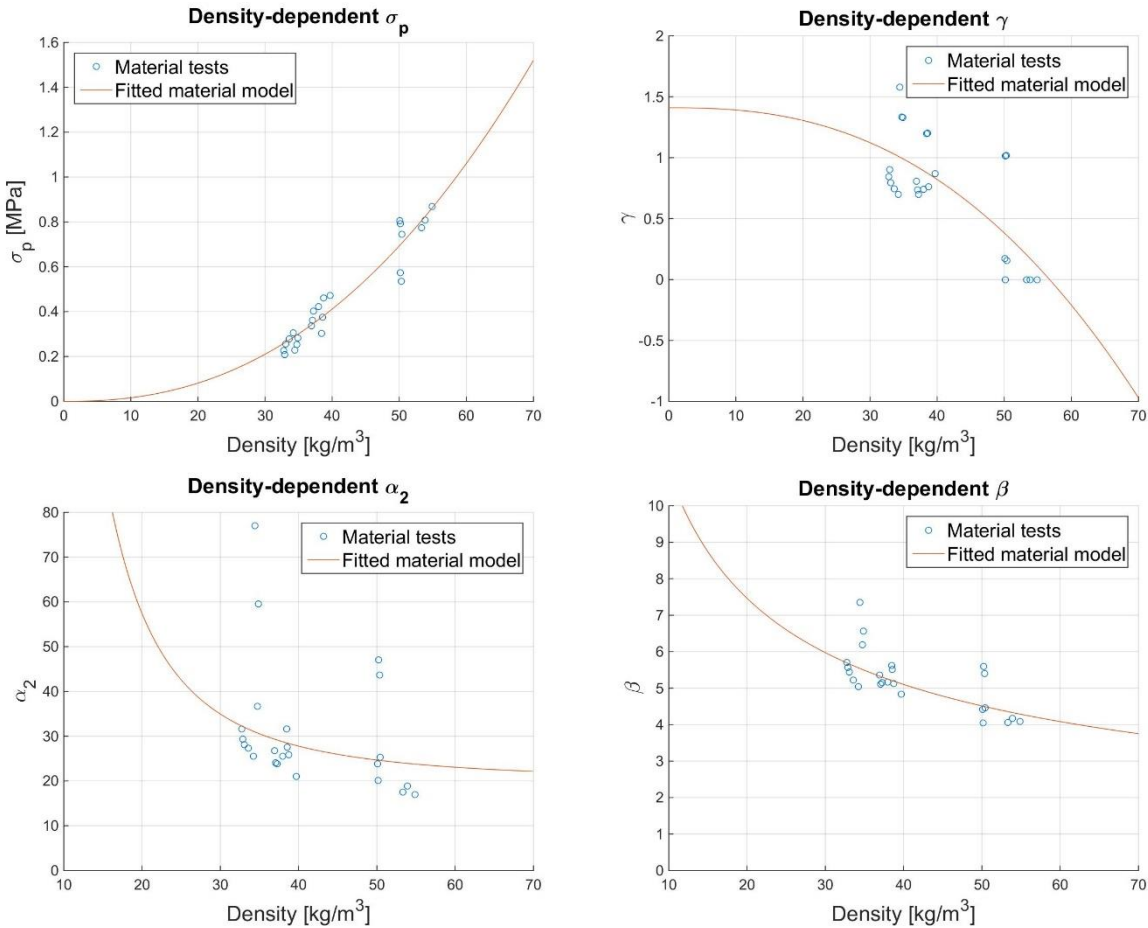 Density-dependent σp
1.6
1.4
1.2
1
0.8
0.6
0.4
0.2
0
σp [MPa]
Material tests
Fitted material model
0 10 20 30 40 50 60 70
Density [kg/m3]
Density-dependent γ
2
1.5
1
0.5
0
-0.5
-1
γ
Material tests
Fitted material model
0 10 20 30 40 50 60 70
Density [kg/m3]
Density-dependent α2
80
70
60
50
40
30
20
10
0
α2
Material tests
Fitted material model
10 20 30 40 50 60 70
Density [kg/m3]
Density-dependent β
10
9
8
7
6
5
4
3
2
1
0
β
Material tests
Fitted material model
10 20 30 40 50 60 70
Density [kg/m3]